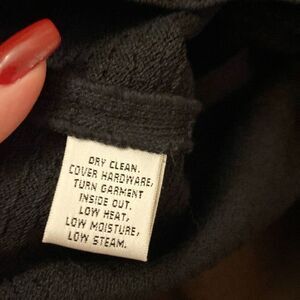 DRY CLEAN.
COVER HARDWARE,
TURN GARMENT
INSIDE OUT.
LOW HEAT,
LOW MOISTURE,
LOW STEAM.